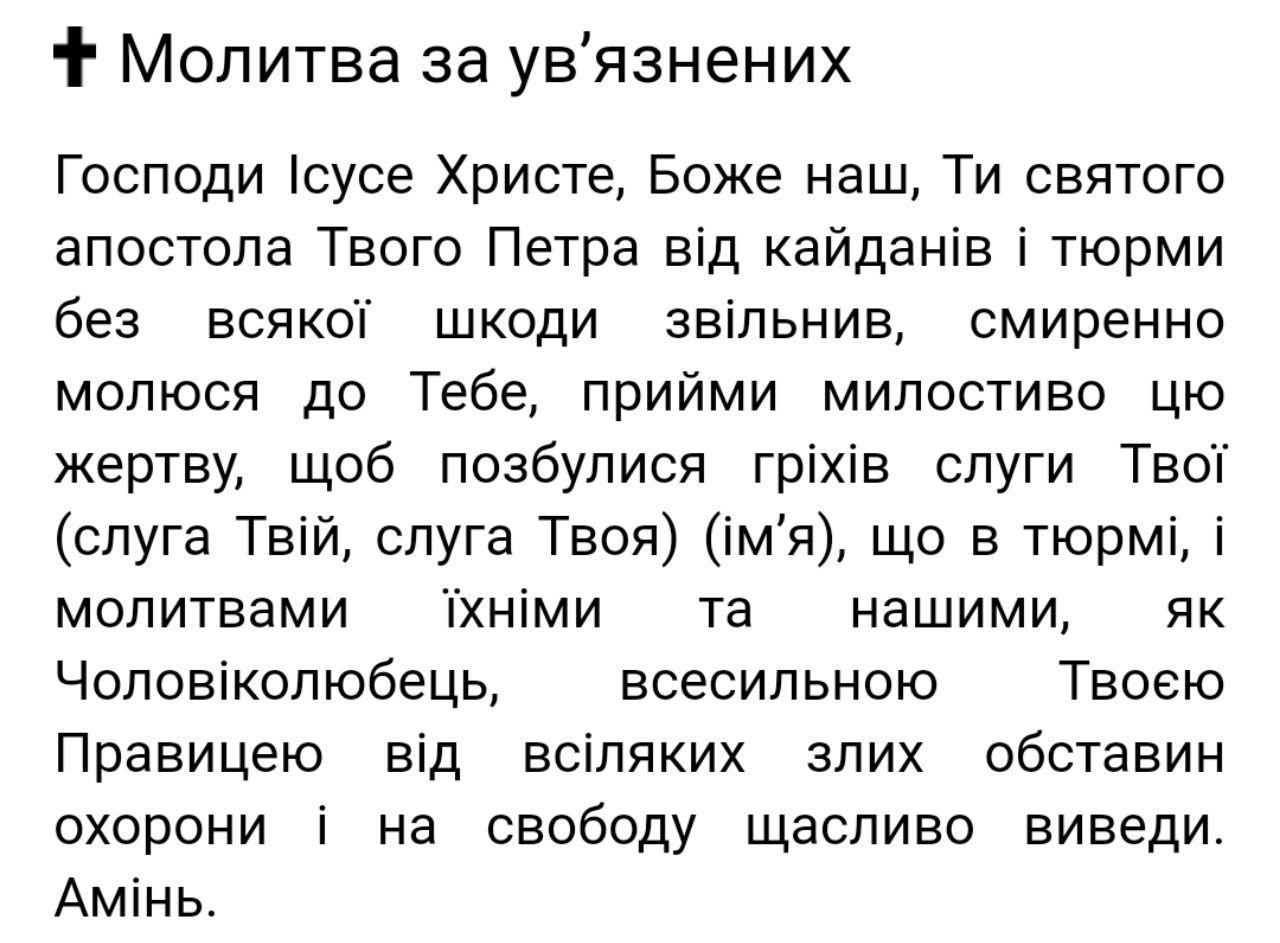 ✝ Молитва за ув’язнених
Господи Ісусе Христе, Боже наш, Ти святого
апостола Твого Петра від кайданів і тюрми
без всякої шкоди звільнив, смиренно
молюся до Тебе, прийми милостиво цю
жертву, щоб позбулися гріхів слуги Твої
(слуга Твій, слуга Твоя) (ім’я), що в тюрмі, і
молитвами їхніми та нашими, як
Чоловіколюбець, всесильною Твоєю
Правицею від всіляких злих обставин
охорони і на свободу щасливо виведи.
Амінь.